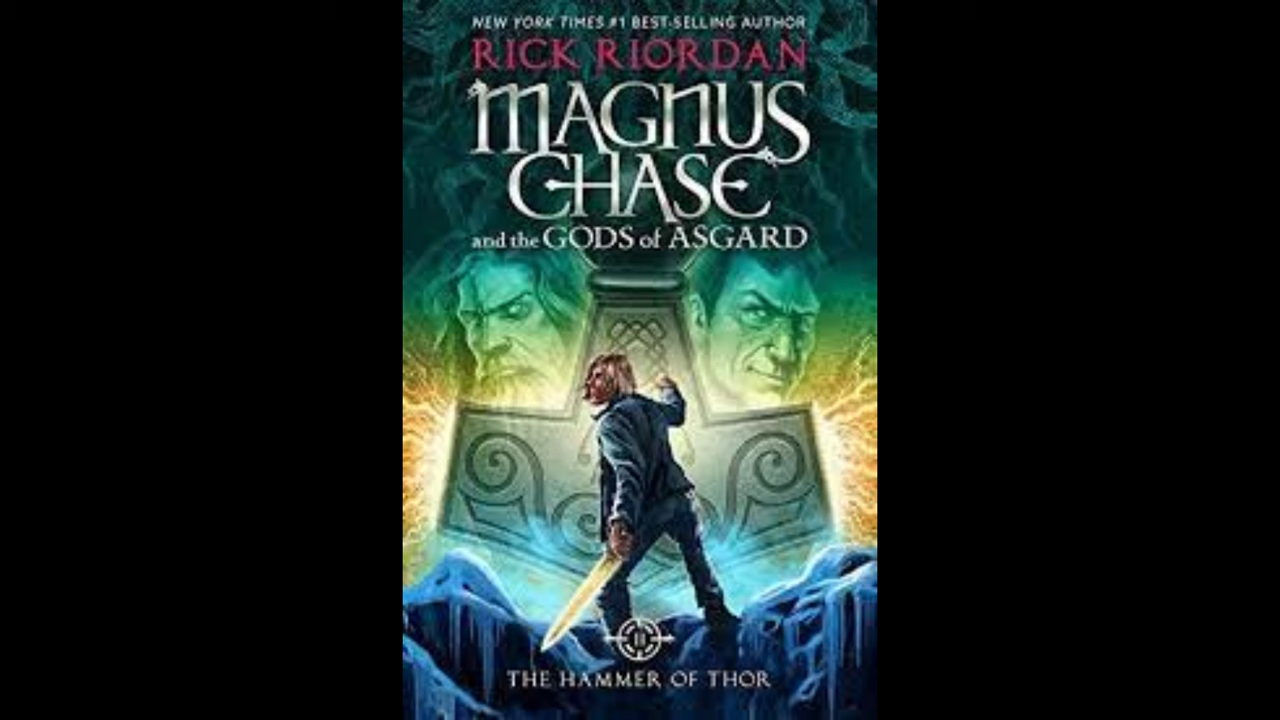 NEW YORK TIMES #1 BEST-SELLING AUTHOR
RICK RIORDAN
MAGNUS
CHASE
and the GODS of ASGARD
II
THE HAMMER OF THOR